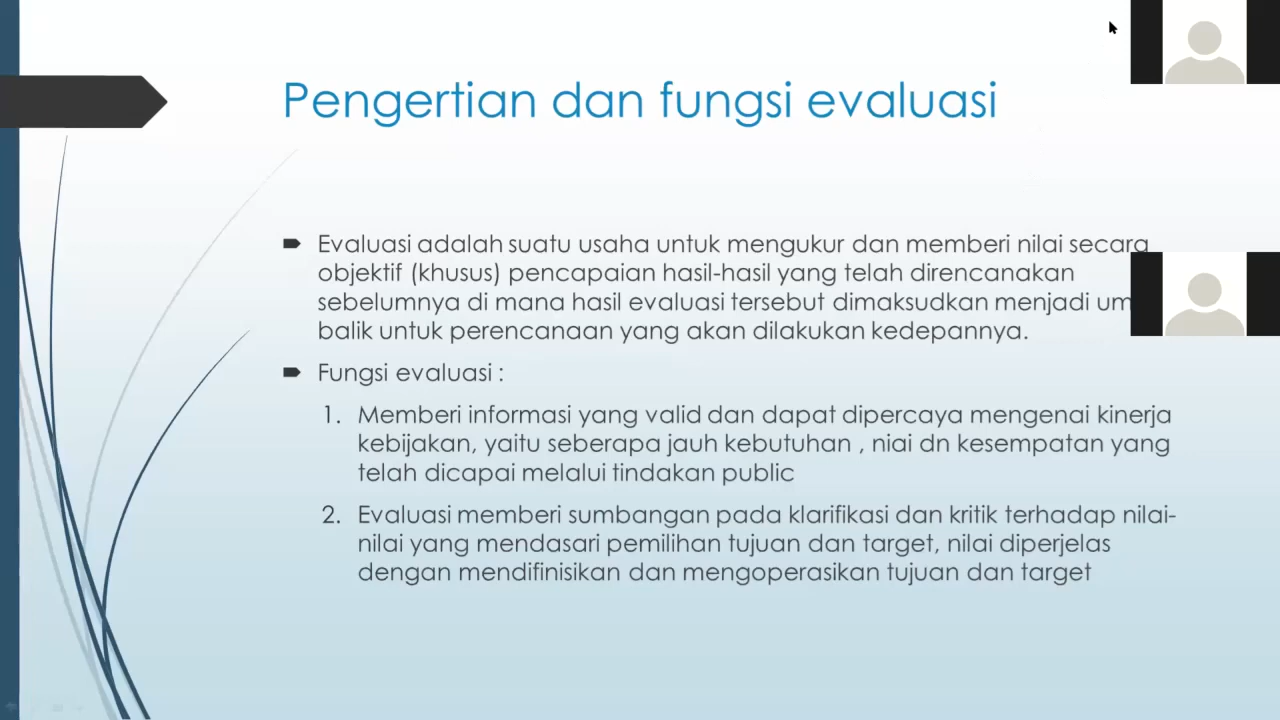 Pengertian dan fungsi evaluasi
Evaluasi adalah suatu usaha untuk mengukur dan memberi nilai secara
objektif (khusus) pencapaian hasil-hasil yang telah direncanakan
sebelumnya di mana hasil evaluasi tersebut dimaksudkan menjadi
balik untuk perencanaan yang akan dilakukan kedepannya.
Fungsi evaluasi :
1. Memberi informasi yang valid dan dapat dipercaya mengenai kinerja
kebijakan, yaitu seberapa jauh kebutuhan , niai dn kesempatan yang
telah dicapai melalui tindakan public
2. Evaluasi memberi sumbangan pada klarifikasi dan kritik terhadap nilai-
nilai yang mendasari pemilihan tujuan dan target, nilai diperjelas
dengan mendifinisikan dan mengoperasikan tujuan dan target